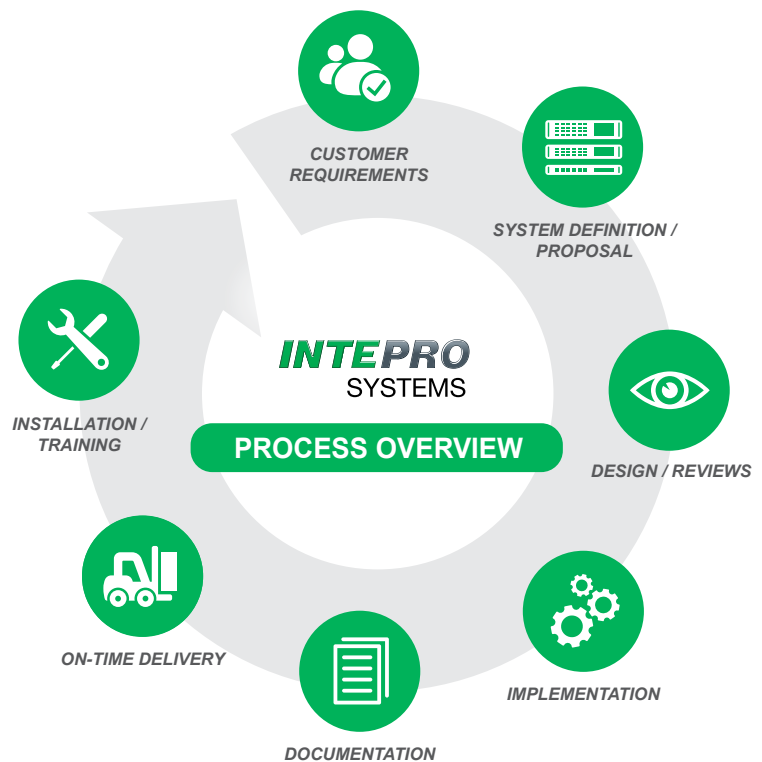 CUSTOMER
REQUIREMENTS
SYSTEM DEFINITION /
PROPOSAL
DESIGN / REVIEWS
IMPLEMENTATION
DOCUMENTATION
ON-TIME DELIVERY
INSTALLATION /
TRAINING
INTEPRO
SYSTEMS
PROCESS OVERVIEW